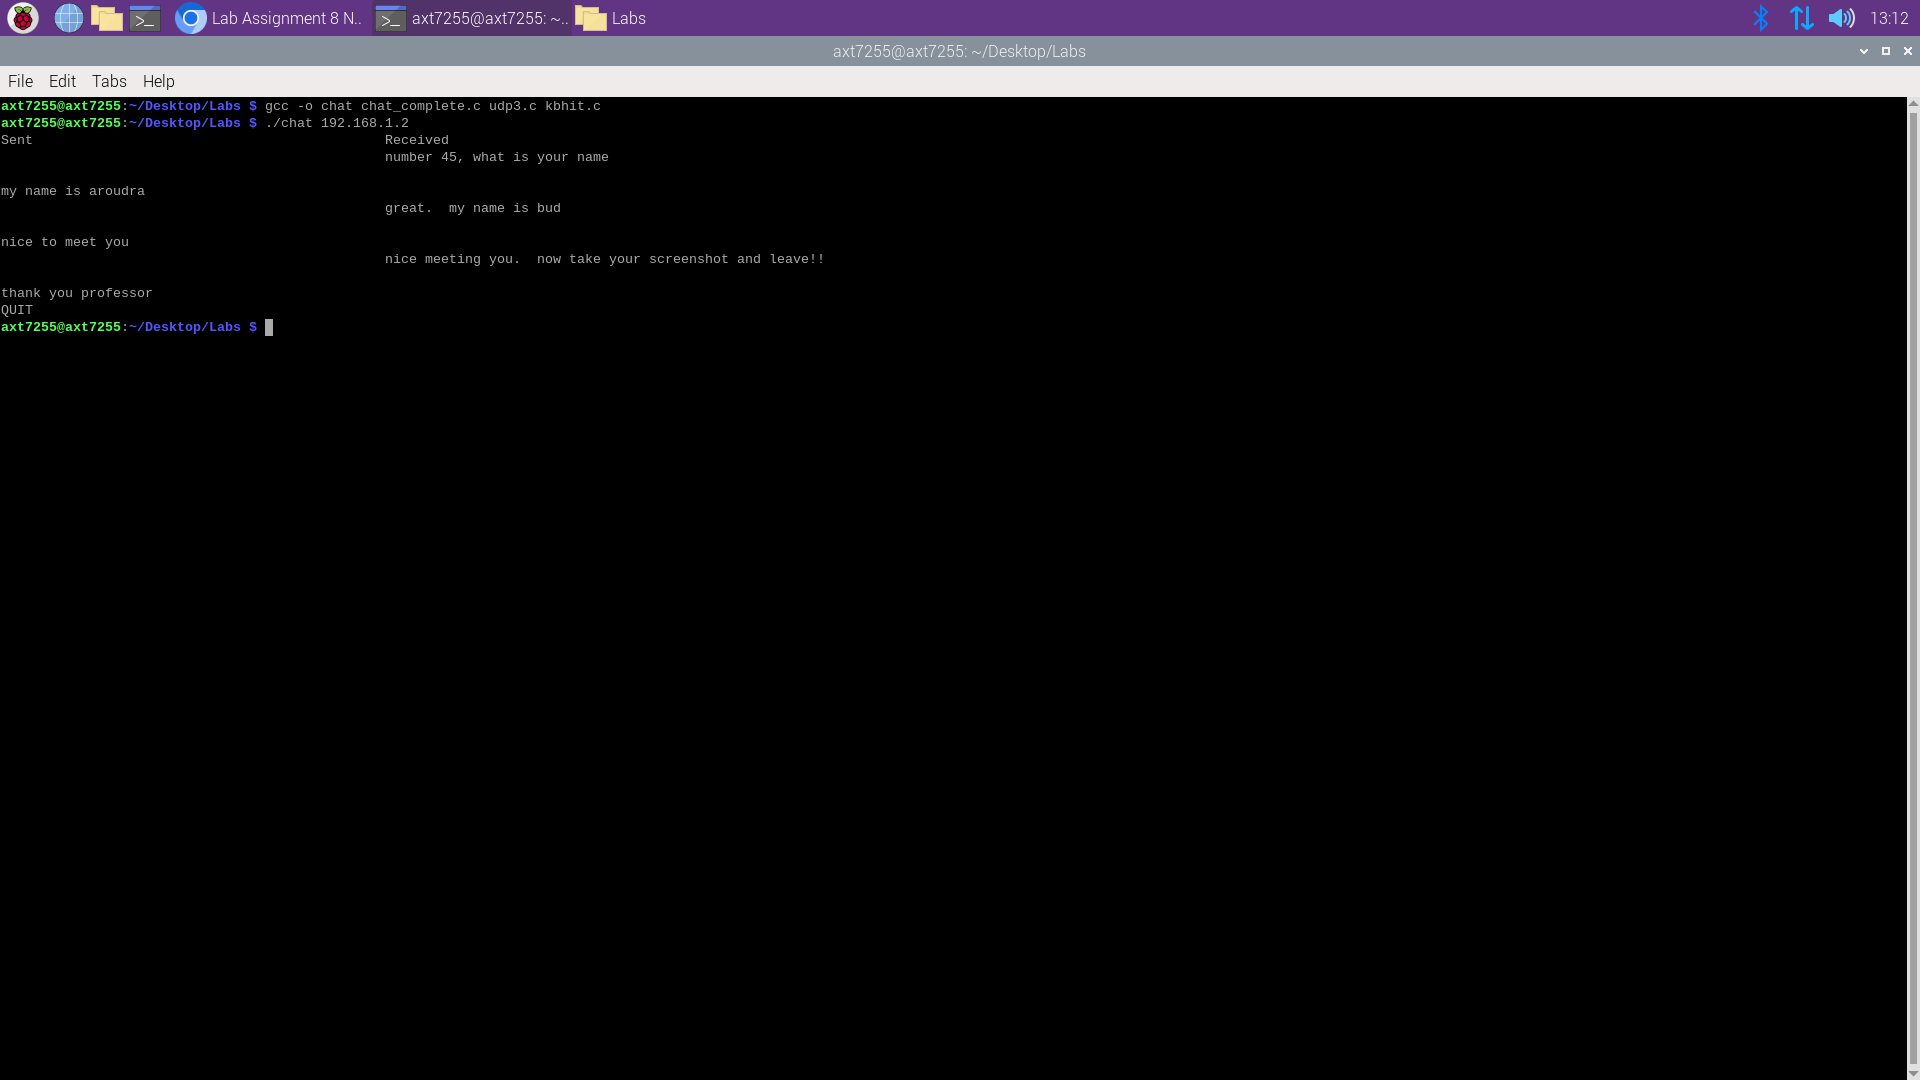 Lab Assignment 8 N.. axt7255@axt7255: ~.. Labs 13:12
axt7255@axt7255: ~/Desktop/Labs
File Edit Tabs Help
axt7255@axt7255:~/Desktop/Labs $ gcc -o chat chat_complete.c udp3.c kbhit.c
axt7255@axt7255:~/Desktop/Labs $ ./chat 192.168.1.2
Sent Received
number 45, what is your name
my name is aroudra
great.  my name is bud
nice to meet you
nice meeting you.  now take your screenshot and leave!!
thank you professor
QUIT
axt7255@axt7255:~/Desktop/Labs $